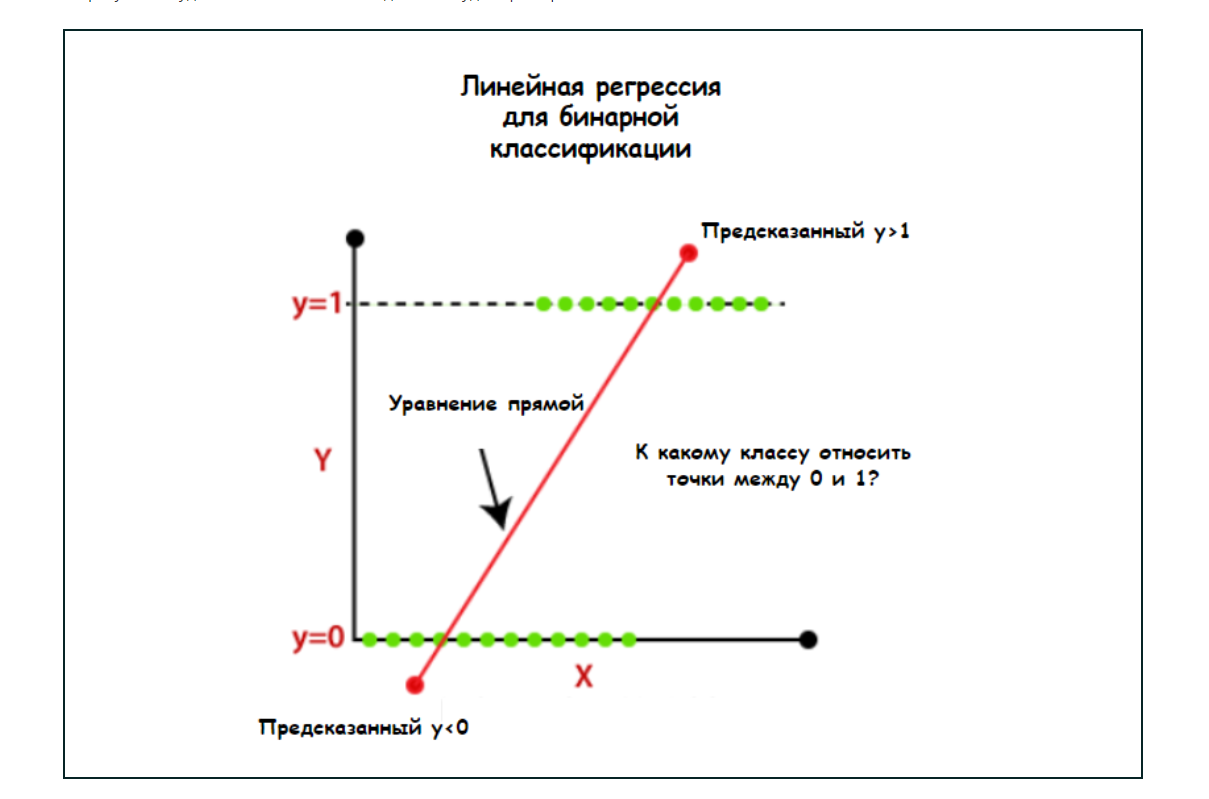 Линейная регрессия
для бинарной
классификации
Предсказанный y>1
y=1
Уравнение прямой
Y
К какому классу относить
точки между 0 и 1?
y=0
X
Предсказанный y<0